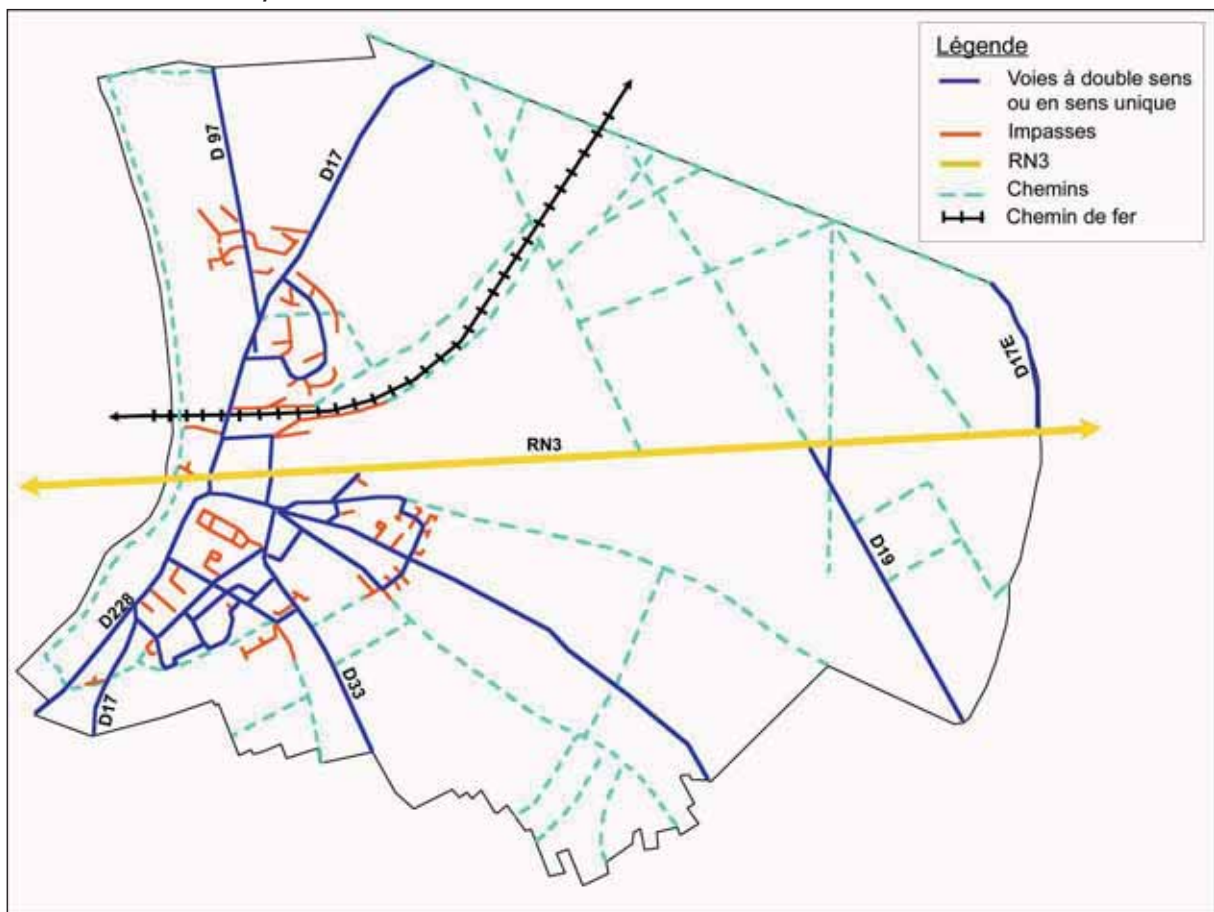 Légende
Voies à double sens
ou en sens unique
Impasses
RN3
Chemins
Chemin de fer
D 97
D17
D17E
RN3
D19
D228
D17
D33